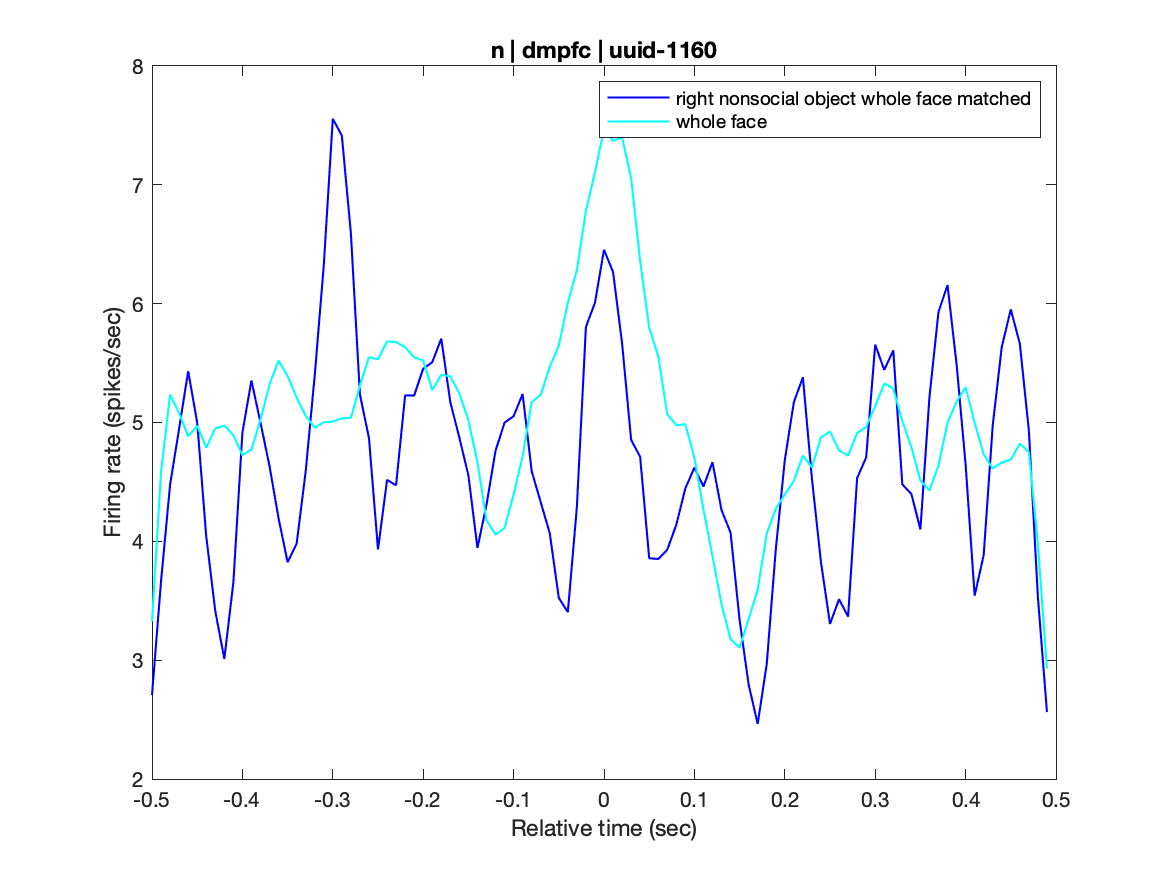 n | dmpfc | uuid-1160
right nonsocial object whole face matched
whole face
8
7
6
5
4
3
2
Firing rate (spikes/sec)
-0.5 -0.4 -0.3 -0.2 -0.1 0 0.1 0.2 0.3 0.4 0.5
Relative time (sec)